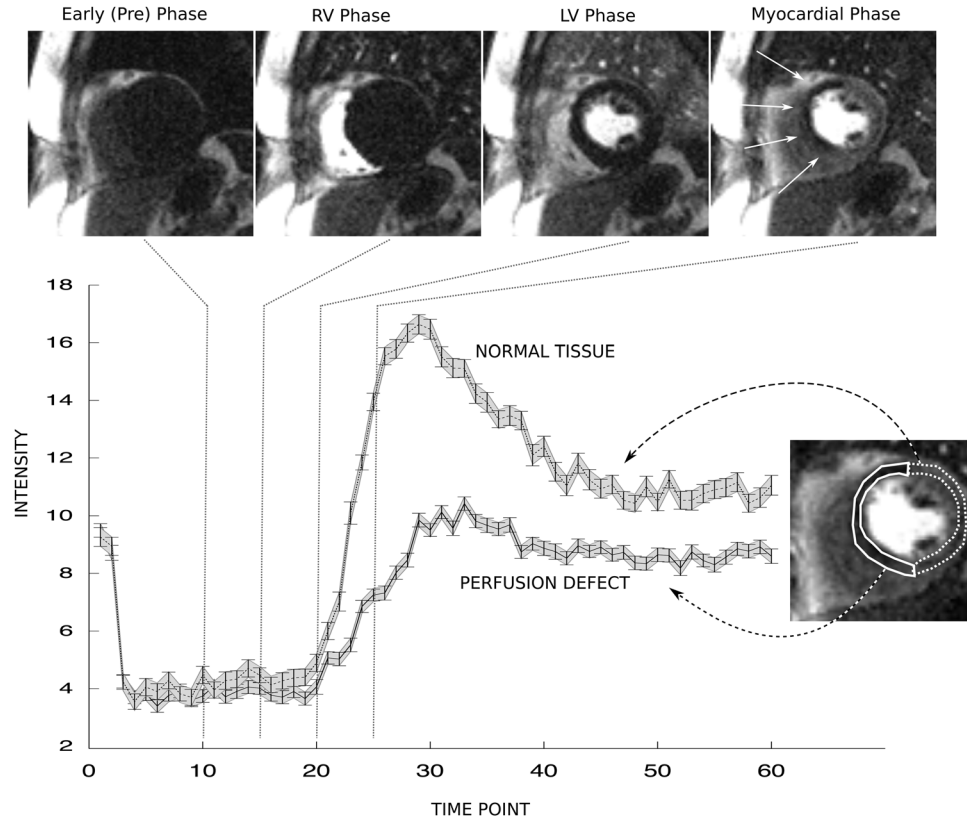 Early (Pre) Phase
RV Phase
LV Phase
Myocardial Phase
18
16
14
12
10
8
6
4
2
INTENSITY
NORMAL TISSUE
PERFUSION DEFECT
0 10 20 30 40 50 60
TIME POINT